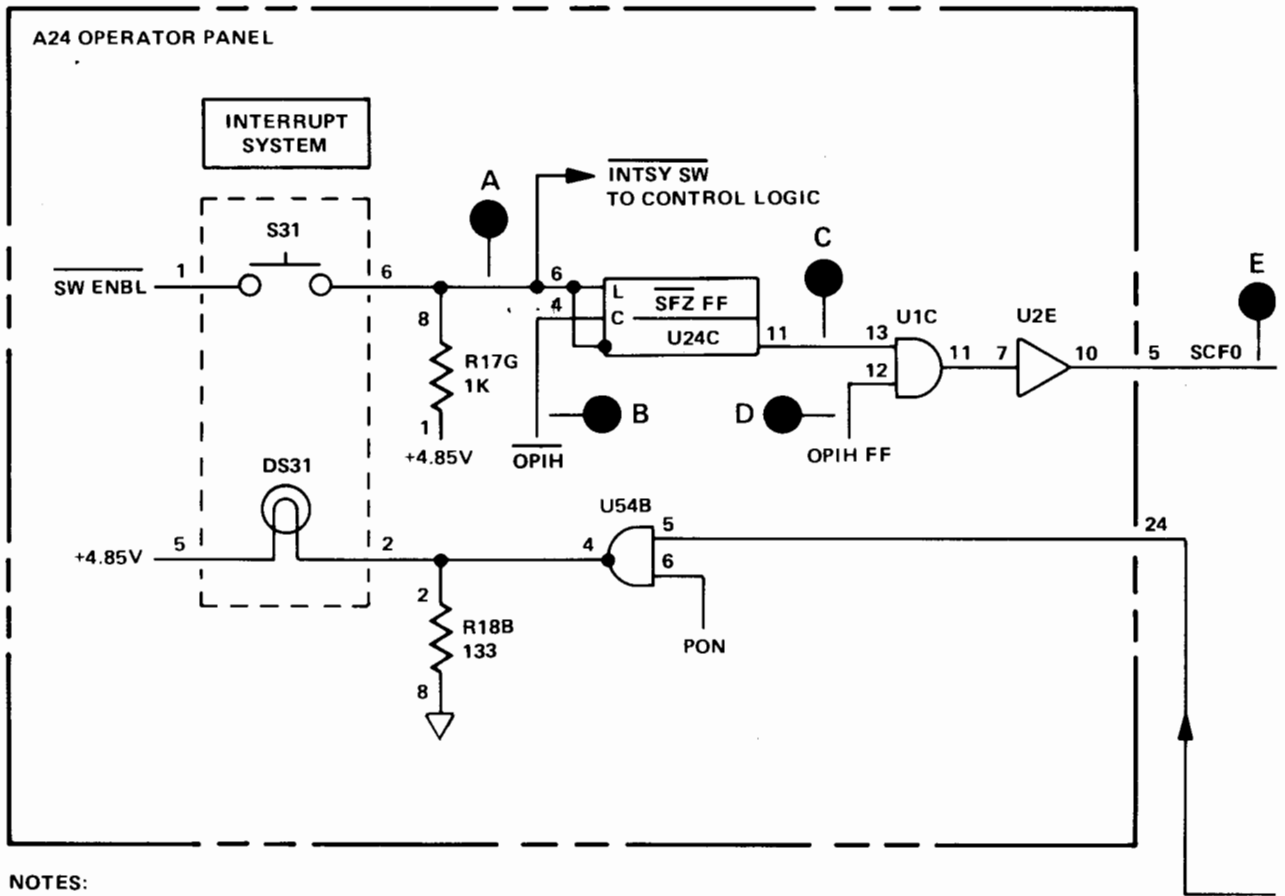 A24 OPERATOR PANEL
INTERRUPT
SYSTEM
INTSY SW
TO CONTROL LOGIC
A
S31
SW ENBL
1
6
6
4
L
C
SFZ FF
U24C
11
C
13
12
U1C
11
7
U2E
10
5
SCF0
E
8
R17G
1K
1
+4.85V
B
OPIH
D
OPIH FF
DS31
+4.85V
5
2
4
U54B
5
6
24
PON
2
R18B
133
8
NOTES: